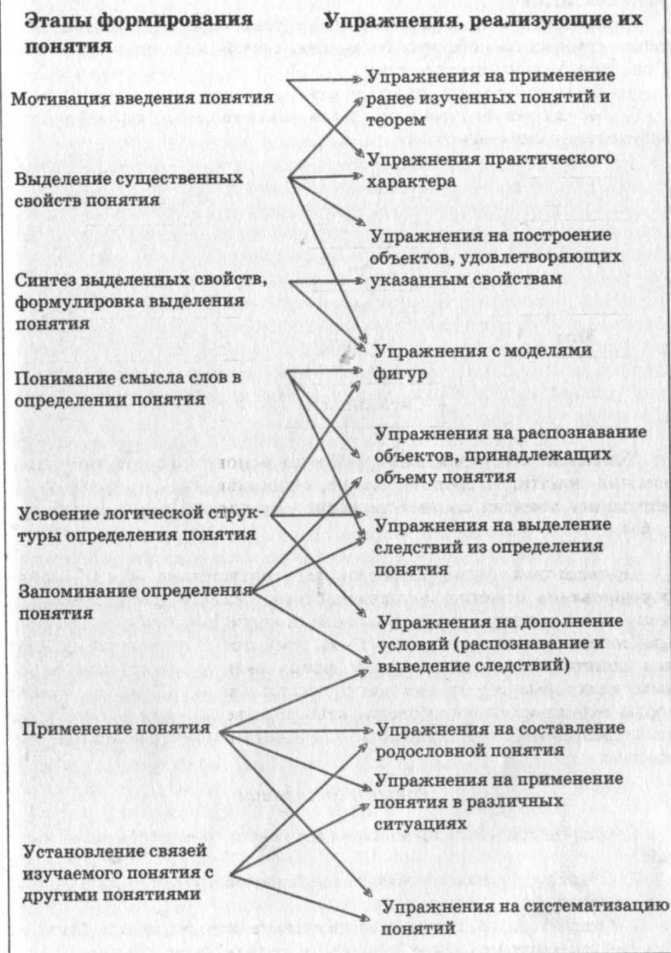 Этапы формирования
понятия
Упражнения, реализующие их
Мотивация введения понятия
Выделение существенных
свойств понятия
Синтез выделенных свойств,
формулировка выделения
понятия
Понимание смысла слов в
определении понятия
Усвоение логической струк-
туры определения понятия
Запоминание определения
понятия
Применение понятия
Установление связей
изучаемого понятия с
другими понятиями
Упражнения на применение
ранее изученных понятий и
теорем
Упражнения практического
характера
Упражнения на построение
объектов, удовлетворяющих
указанным свойствам
Упражнения с моделями
фигур
Упражнения на распознавание
объектов, принадлежащих
объему понятия
Упражнения на выделение
следствий из определения
понятия
Упражнения на дополнение
условий (распознавание и
выведение следствий)
Упражнения на составление
родословной понятия
Упражнения на применение
понятия в различных
ситуациях
Упражнения на истематизацию
понятий